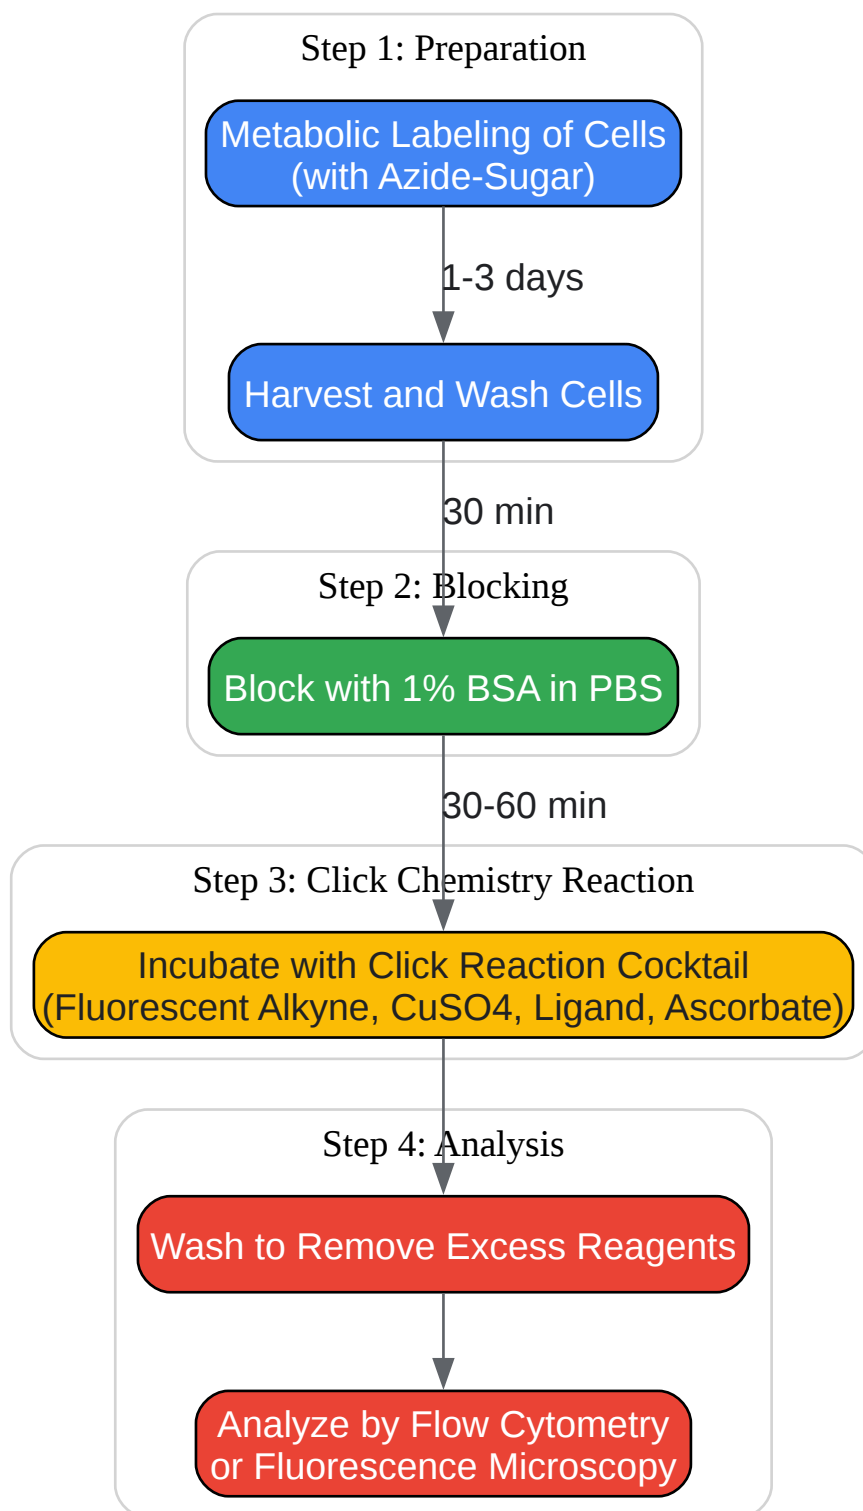 Step 1: Preparation
Metabolic Labeling of Cells
(with Azide-Sugar)
1-3 days
Harvest and Wash Cells
30 min
Step 2: Blocking
Block with 1% BSA in PBS
30-60 min
Step 3: Click Chemistry Reaction
Incubate with Click Reaction Cocktail
(Fluorescent Alkyne, CuSO4, Ligand, Ascorbate)
Step 4: Analysis
Wash to Remove Excess Reagents
Analyze by Flow Cytometry
or Fluorescence Microscopy